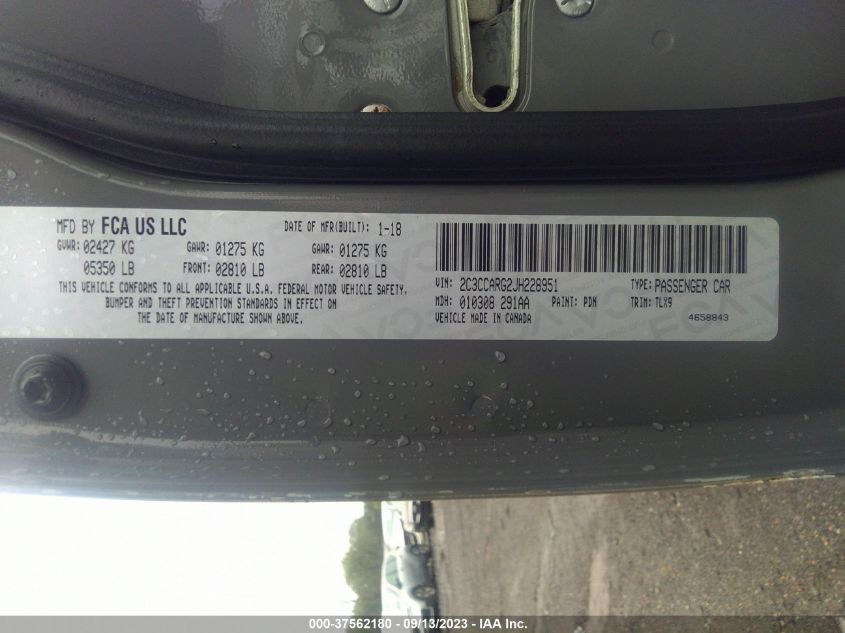 MFD BY FCA US LLC
DATE OF MFR(BUILT): 1-18
GVWR: 02427 KG GAWR: 01275 KG GAWR: 01275 KG
05350 LB FRONT: 02810 LB REAR: 02810 LB
THIS VEHICLE CONFORMS TO ALL APPLICABLE U.S.A. FEDERAL MOTOR VEHICLE SAFETY,
BUMPER AND THEFT PREVENTION STANDARDS IN EFFECT ON
THE DATE OF MANUFACTURE SHOWN ABOVE.
VIN: 2C3CCARG2JH228951 TYPE: PASSENGER CAR
MDH: 010308 291AA PAINT: PDN TRIM: TLX9
VEHICLE MADE IN CANADA 4658843
000-37562180 - 09/13/2023 - IAA Inc.